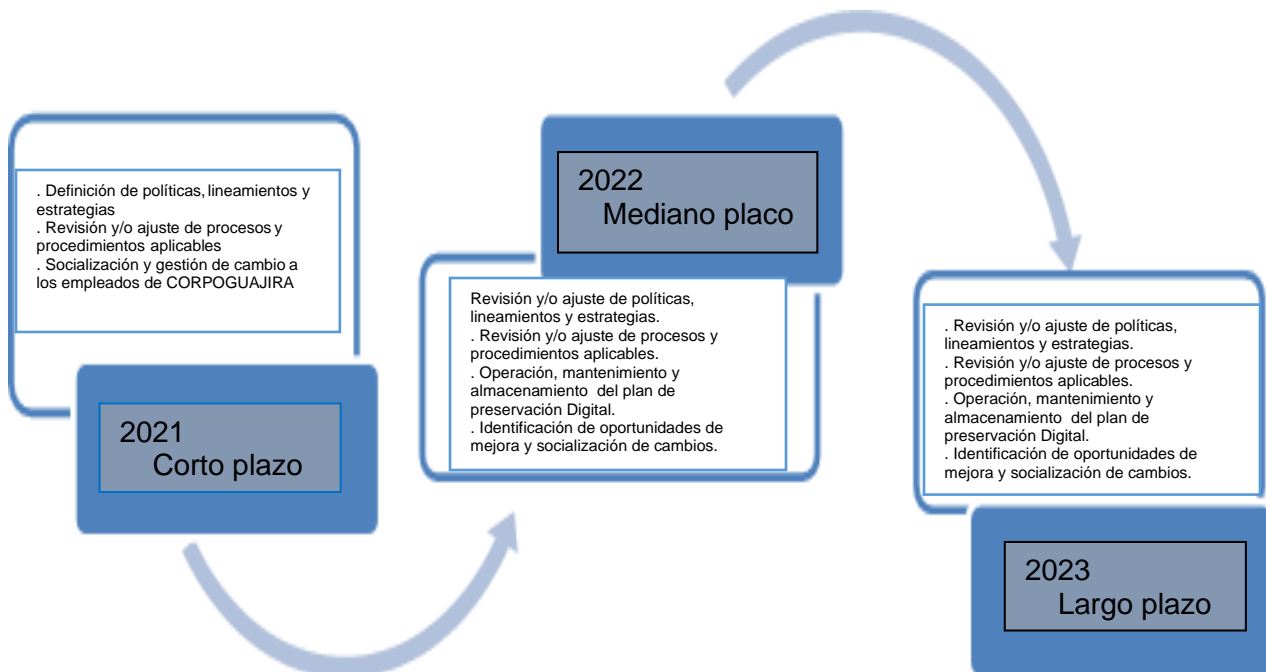 . Definición de políticas, lineamientos y
estrategias
. Revisión y/o ajuste de procesos y
procedimientos aplicables
. Socialización y gestión de cambio a
los empleados de CORPOGUAJIRA
2021
Corto plazo
2022
Mediano placo
Revisión y/o ajuste de políticas,
lineamientos y estrategias.
. Revisión y/o ajuste de procesos y
procedimientos aplicables.
. Operación, mantenimiento y
almacenamiento del plan de
preservación Digital.
. Identificación de oportunidades de
mejora y socialización de cambios.
. Revisión y/o ajuste de políticas,
lineamientos y estrategias.
. Revisión y/o ajuste de procesos y
procedimientos aplicables.
. Operación, mantenimiento y
almacenamiento del plan de
preservación Digital.
. Identificación de oportunidades de
mejora y socialización de cambios.
2023
Largo plazo